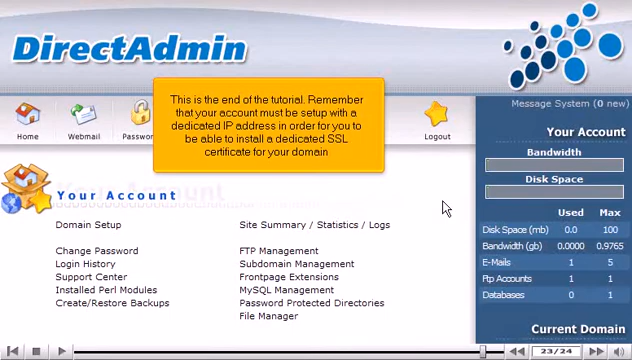 DirectAdmin
This is the end of the tutorial. Remember
that your account must be setup with a
dedicated IP address in order for you to
be able to install a dedicated SSL
certificate for your domain
Home
Webmail
Passwor
Logout
Your Account
Domain Setup
Change Password
Login History
Support Center
Installed Perl Modules
Create/Restore Backups
Site Summary / Statistics / Logs
FTP Management
Subdomain Management
Frontpage Extensions
MySQL Management
Password Protected Directories
File Manager
Message System (0 new)
Your Account
Bandwidth
Disk Space
Used Max
Disk Space (mb) 0.0 100
Bandwidth (gb) 0.0000 0.9765
E-Mails 1 5
Ftp Accounts 1 1
Databases 0 1
Current Domain
23/24